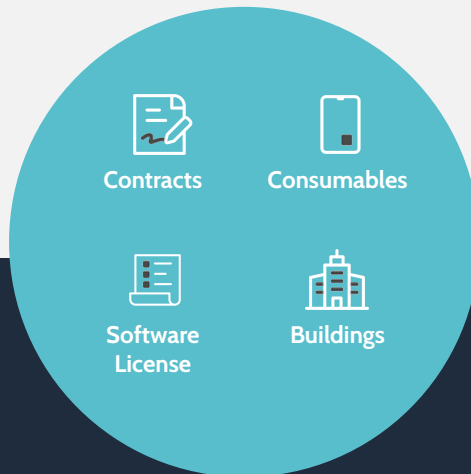 Contracts
Consumables
Software
License
Buildings